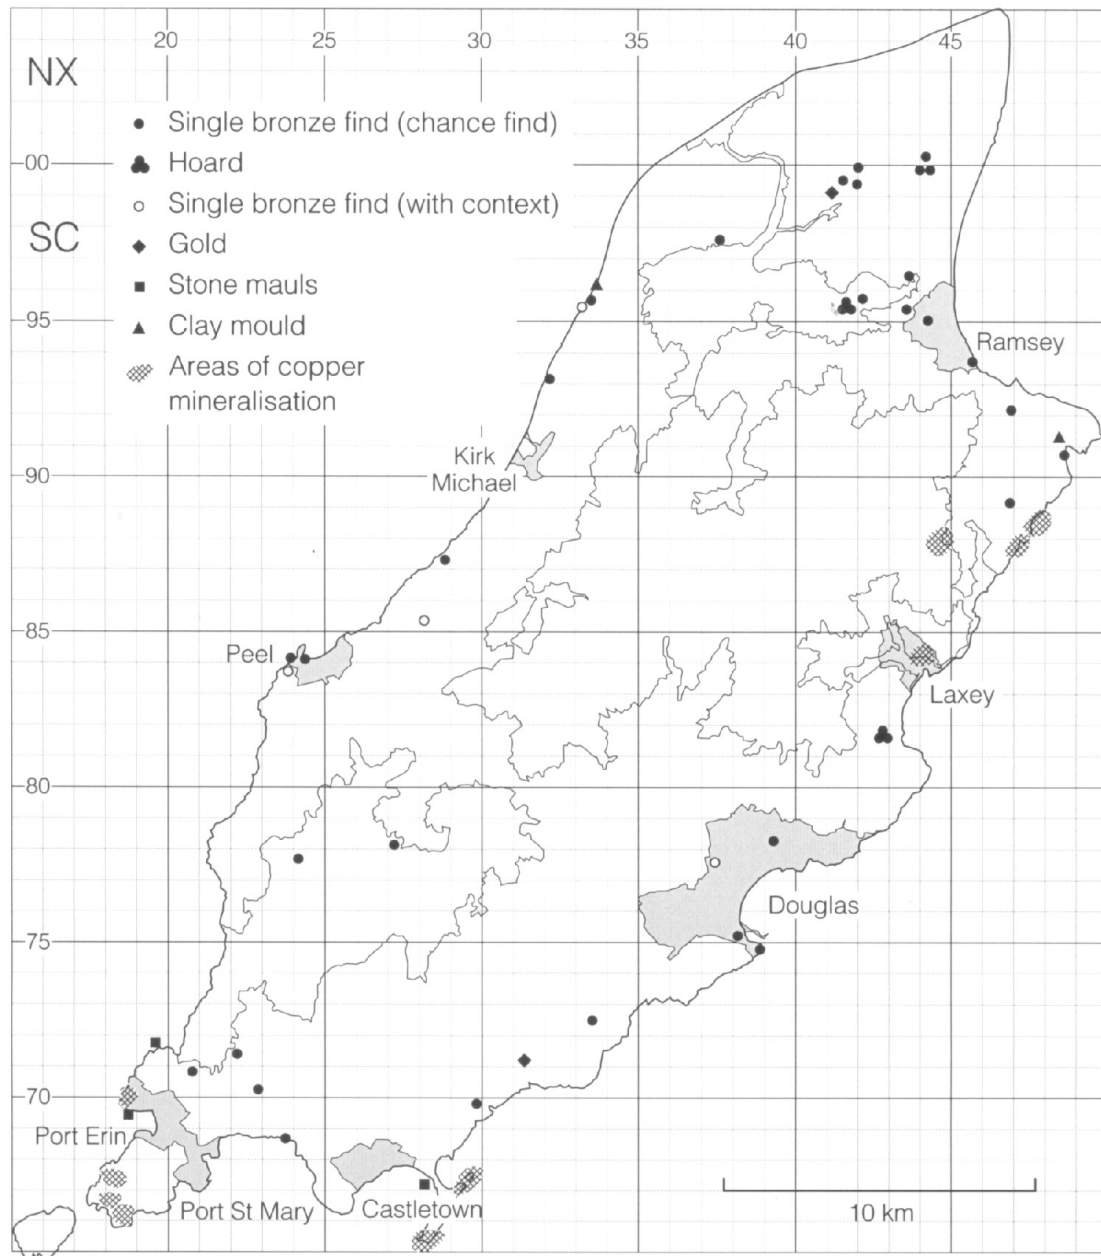 20 25 30 35 40 45
NX
Single bronze find (chance find)
00
Hoard
Single bronze find (with context)
SC
Gold
Stone mauls
95
Clay mould
Ramsey
Areas of copper
mineralisation
Kirk
Michael
90
85
Peel
Laxey
80
Douglas
75
70
Port Erin
Port St Mary
Castletown
10 km